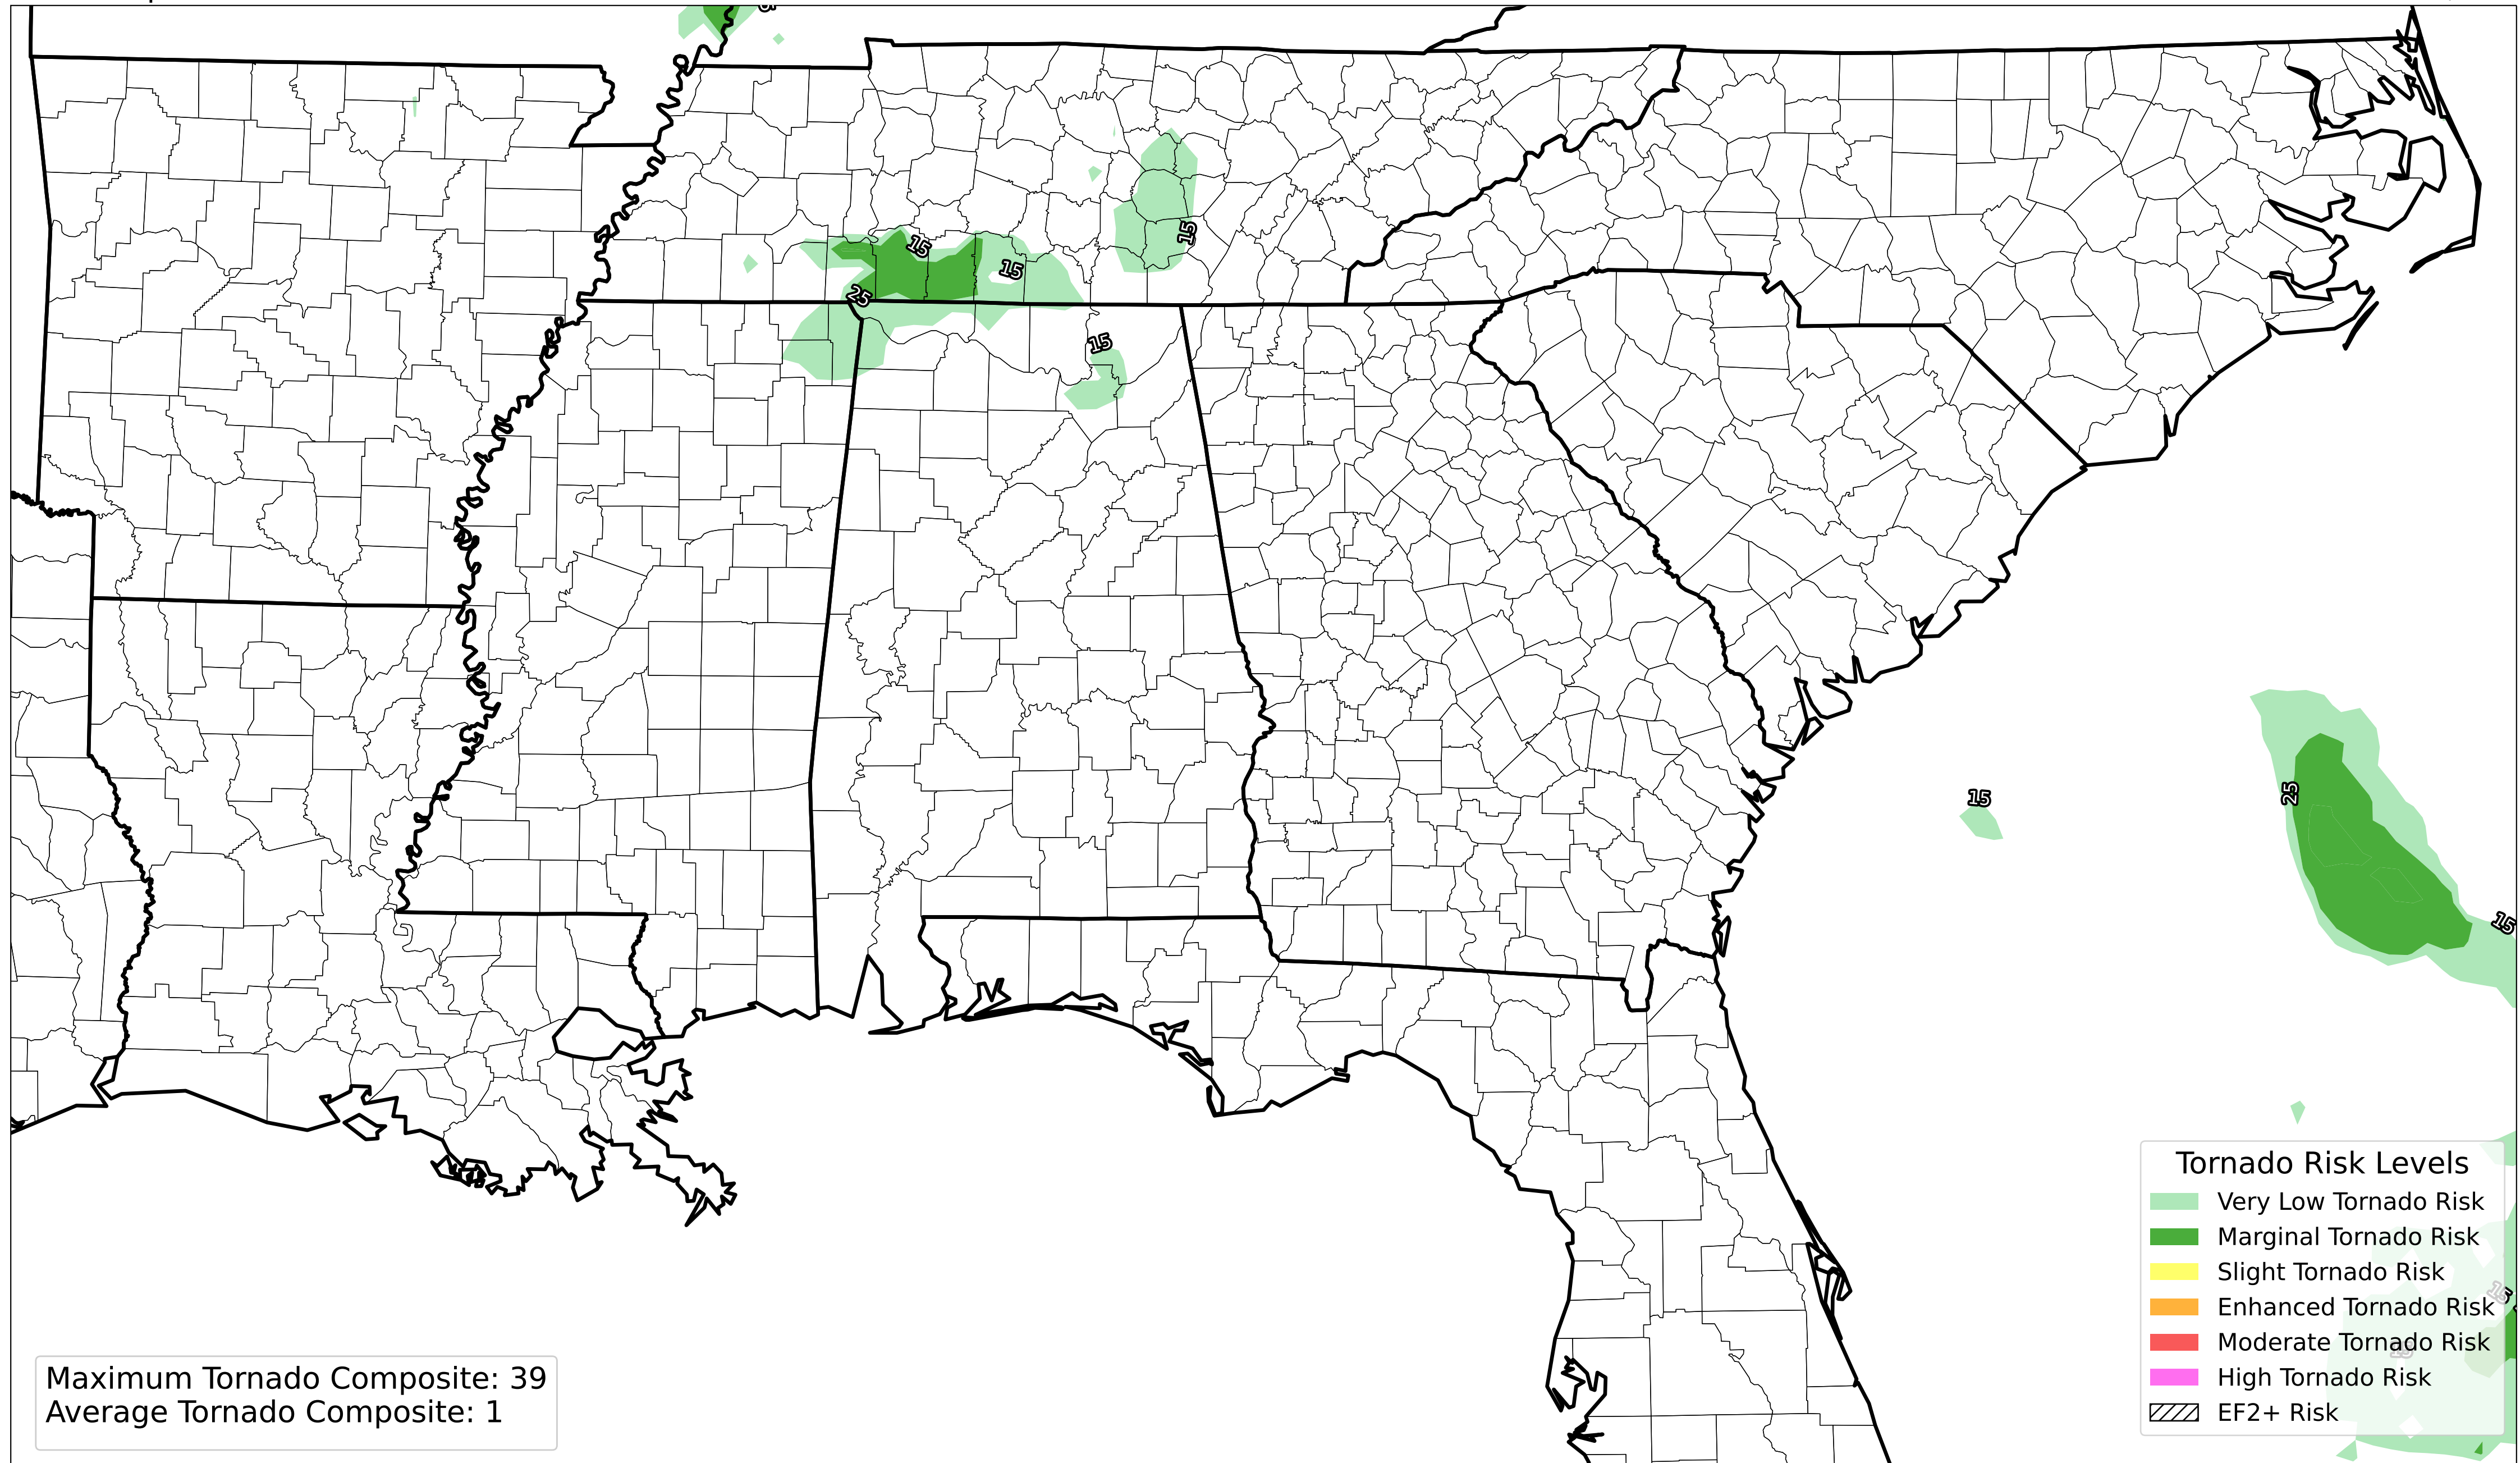 15
15
15
25
15
15
25
15
Tornado Risk Levels
Very Low Tornado Risk
Marginal Tornado Risk
Slight Tornado Risk
15
Enhanced Tornado Risk
Moderate Tornado Risk
High Tornado Risk
EF2+ Risk
Maximum Tornado Composite: 39
Average Tornado Composite: 1